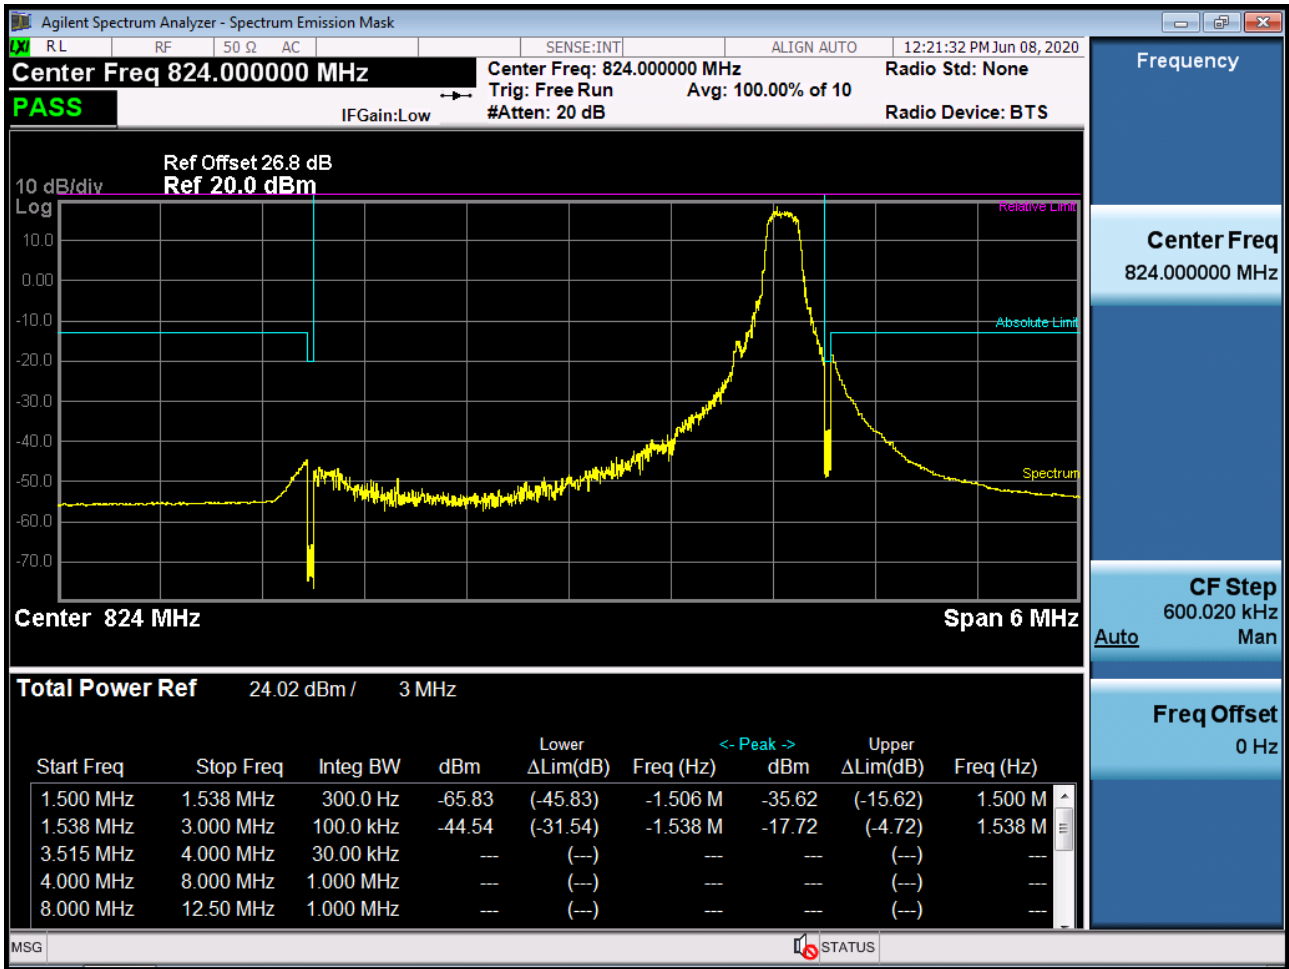 Agilent Spectrum Analyzer - Spectrum Emission Mask
LXI RL RF 50 Ω AC SENSE:INT ALIGN AUTO 12:21:32 PM Jun 08, 2020
Center Freq 824.000000 MHz
Center Freq: 824.000000 MHz
Radio Std: None
Trig: Free Run Avg: 100.00% of 10
PASS
IFGain:Low
#Atten: 20 dB
Radio Device: BTS
Ref Offset 26.8 dB
10 dB/div Ref 20.0 dBm
Log
Relative Limit
10.0
0.00
-10.0
Absolute Limit
-20.0
-30.0
-40.0
-50.0
Spectrum
-60.0
-70.0
Center 824 MHz Span 6 MHz
Total Power Ref 24.02 dBm / 3 MHz
Lower <- Peak -> Upper
Start Freq Stop Freq Integ BW dBm ΔLim(dB) Freq (Hz) dBm ΔLim(dB) Freq (Hz)
1.500 MHz 1.538 MHz 300.0 Hz -65.83 (-45.83) -1.506 M -35.62 (-15.62) 1.500 M
1.538 MHz 3.000 MHz 100.0 kHz -44.54 (-31.54) -1.538 M -17.72 (-4.72) 1.538 M
3.515 MHz 4.000 MHz 30.00 kHz --- (---) --- --- (---) ---
4.000 MHz 8.000 MHz 1.000 MHz --- (---) --- --- (---) ---
8.000 MHz 12.50 MHz 1.000 MHz --- (---) --- --- (---) ---
MSG STATUS
Frequency
Center Freq
824.000000 MHz
CF Step
600.020 kHz
Auto Man
Freq Offset
0 Hz